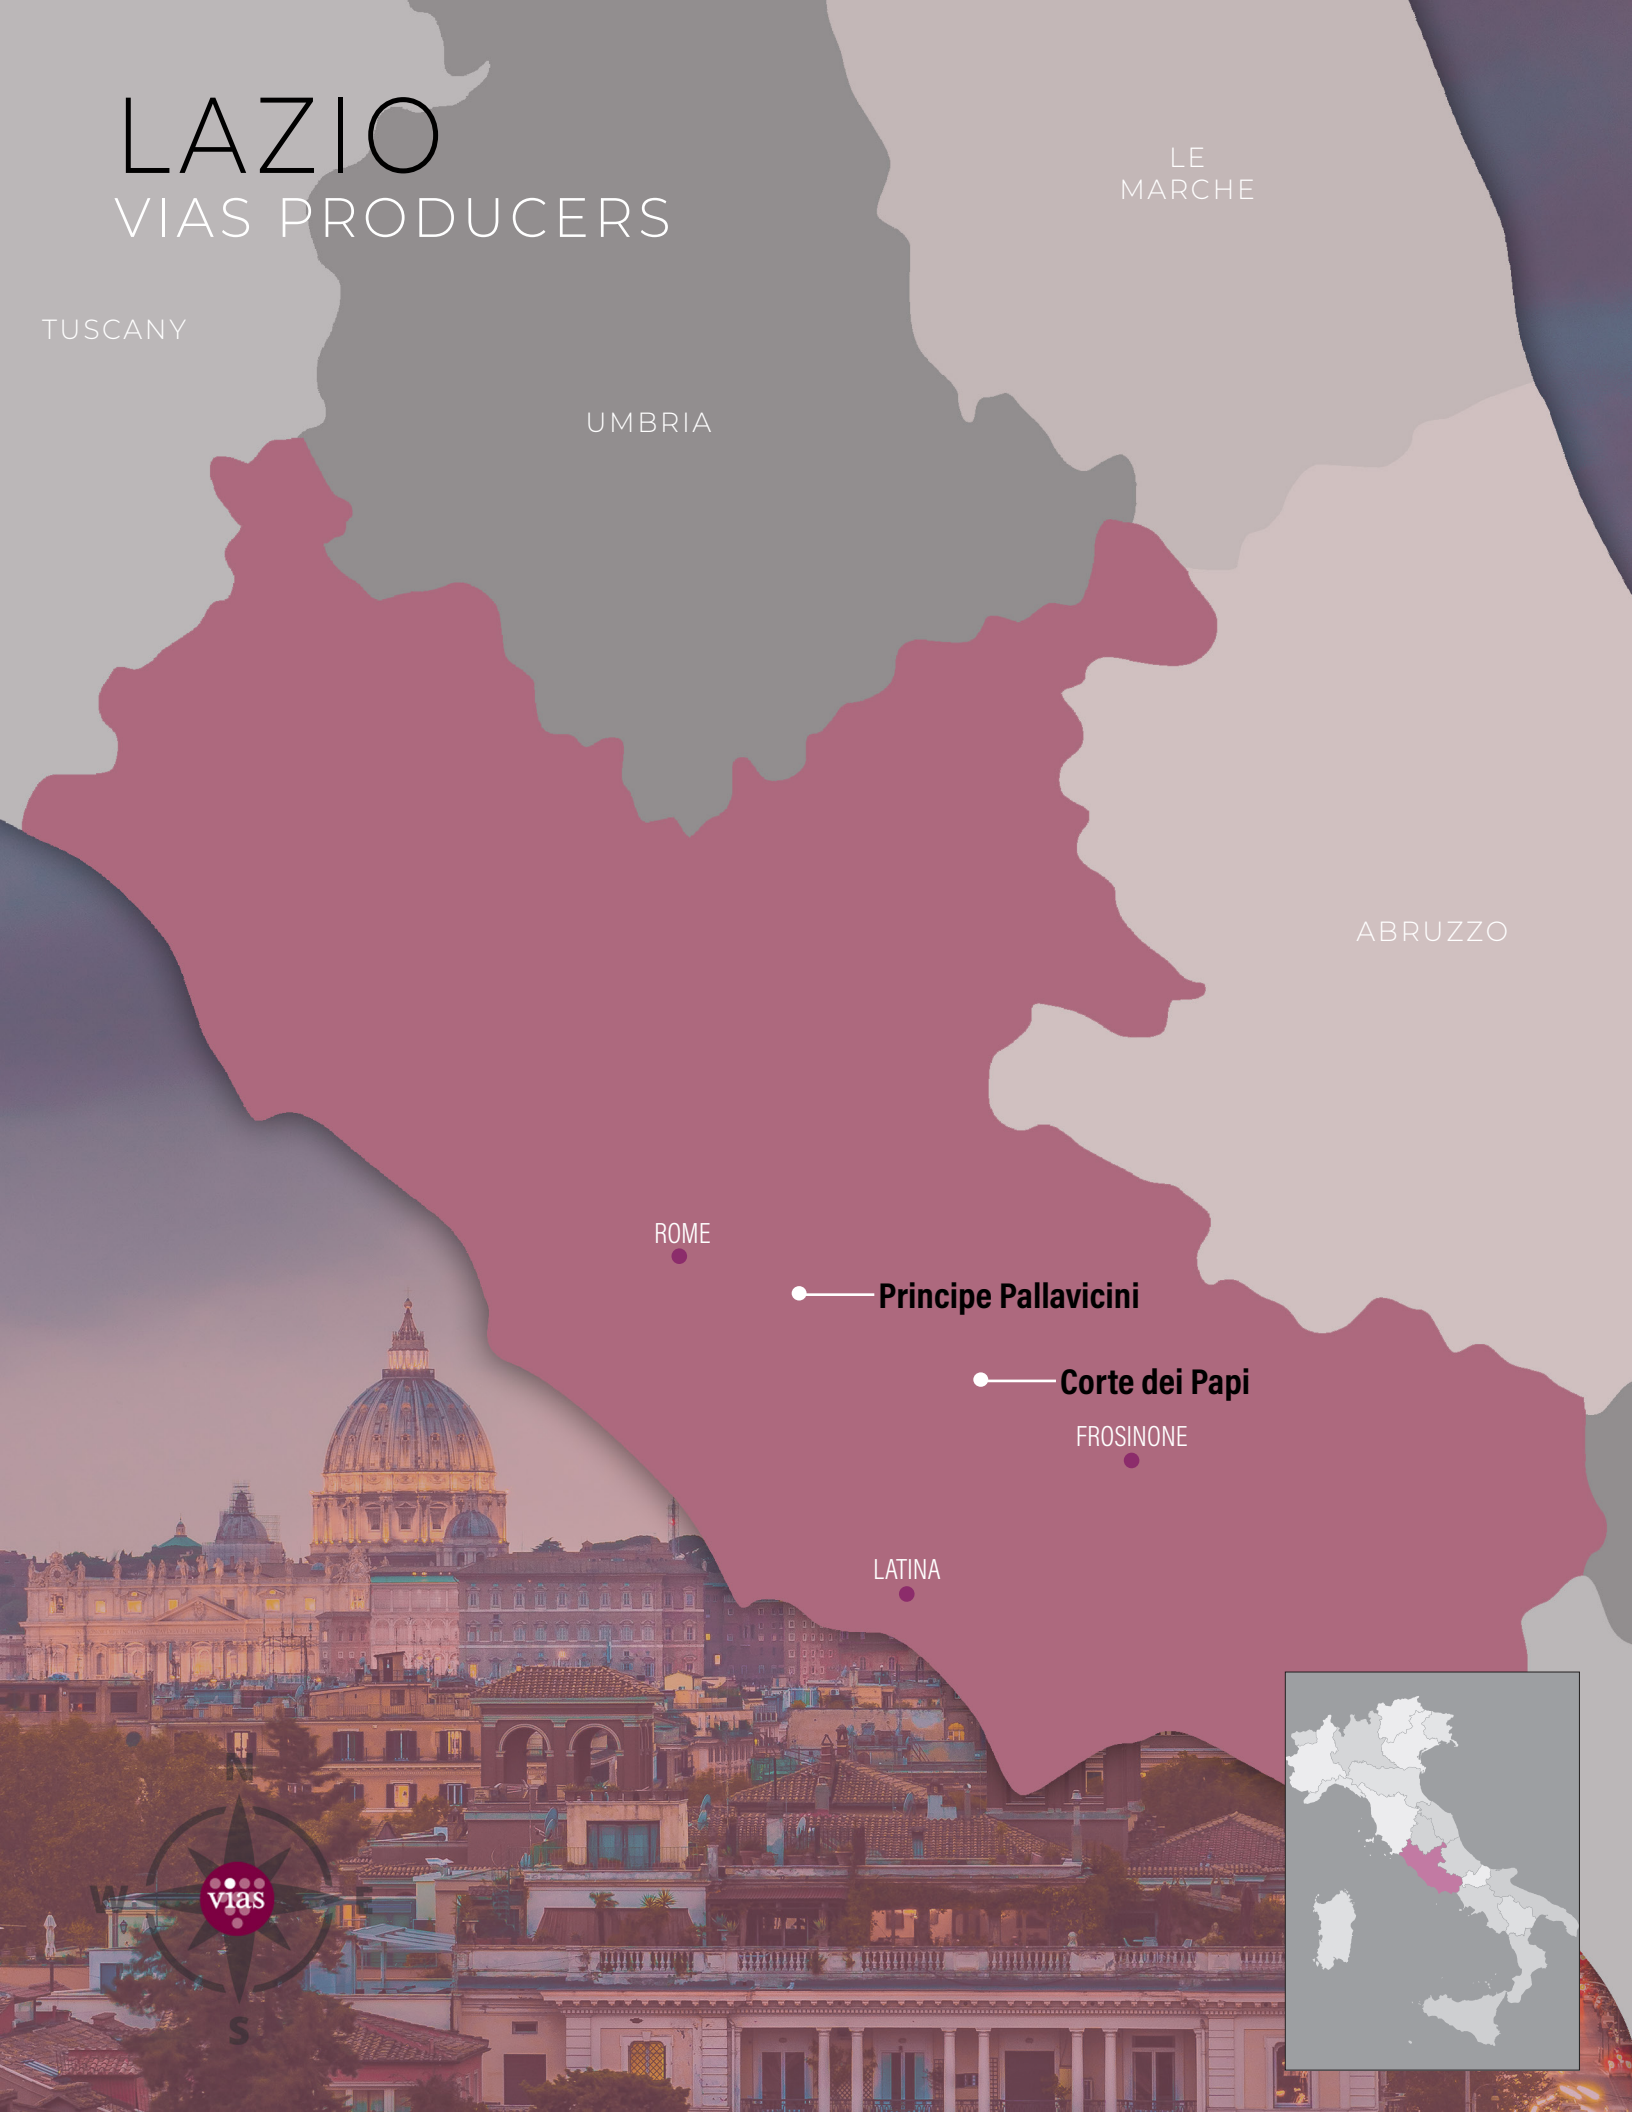 LAZIO
VIAS PRODUCERS
LE
MARCHE
TUSCANY
UMBRIA
ABRUZZO
ROME
Principe Pallavicini
Corte dei Papi
FROSINONE
LATINA
N
W
vias
E
S